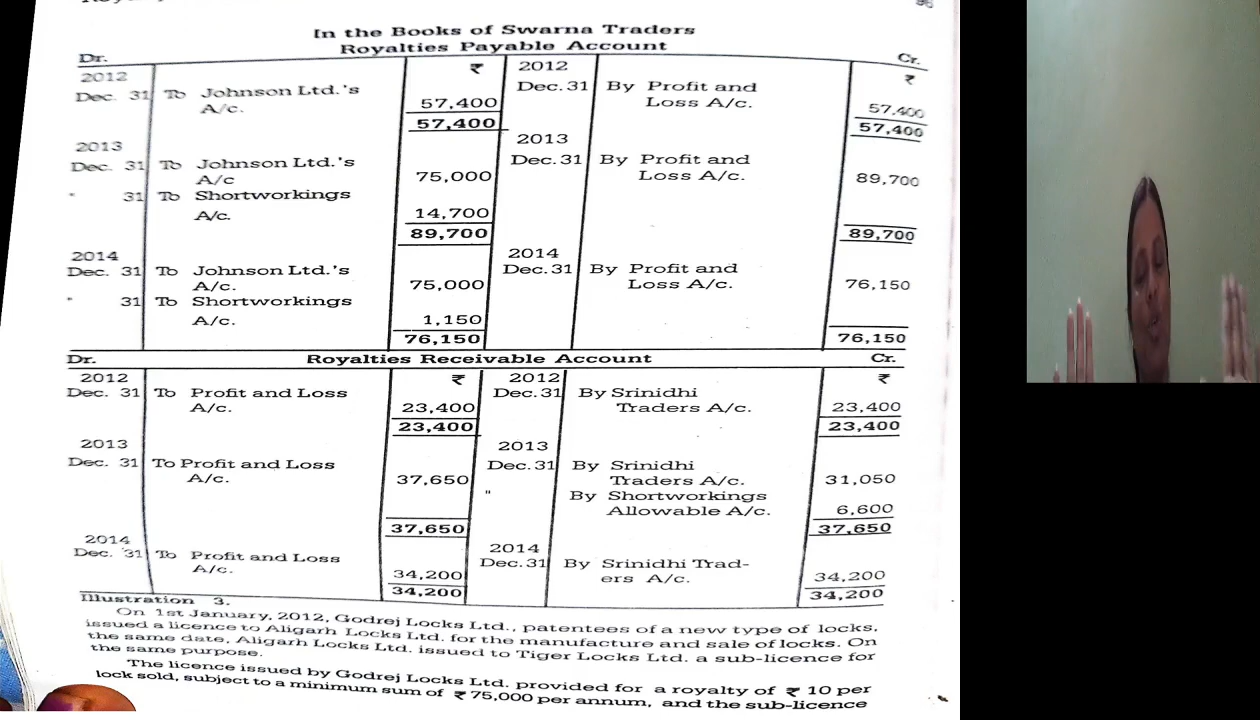 In the Books of Swarna Traders
Royalties Payable Account
Dr. Cr.
2012 ₹ 2012 ₹
Dec. 31 To Johnson Ltd.'s Dec. 31 By Profit and
A/c. 57,400 Loss A/c. 57,400
57,400 57,400
2013 2013
Dec. 31 To Johnson Ltd.'s Dec. 31 By Profit and
A/c 75,000 Loss A/c. 89,700
" 31 To Shortworkings
A/c. 14,700
89,700 89,700
2014 2014
Dec. 31 To Johnson Ltd.'s Dec. 31 By Profit and
A/c. 75,000 Loss A/c. 76,150
" 31 To Shortworkings
A/c. 1,150
76,150 76,150
Dr. Royalties Receivable Account Cr.
2012 ₹ 2012 ₹
Dec. 31 To Profit and Loss Dec. 31 By Srinidhi
A/c. 23,400 Traders A/c. 23,400
23,400 23,400
2013 2013
Dec. 31 To Profit and Loss Dec. 31 By Srinidhi
A/c. 37,650 Traders A/c. 31,050
" By Shortworkings
Allowable A/c. 6,600
37,650 37,650
2014 2014
Dec. 31 To Profit and Loss Dec. 31 By Srinidhi Trad-
A/c. 34,200 ers A/c. 34,200
34,200 34,200
Illustration 3.
On 1st January, 2012, Godrej Locks Ltd., patentees of a new type of locks,
issued a licence to Aligarh Locks Ltd. for the manufacture and sale of locks. On
the same date, Aligarh Locks Ltd. issued to Tiger Locks Ltd. a sub-licence for
the same purpose.
The licence issued by Godrej Locks Ltd. provided for a royalty of ₹ 10 per
lock sold, subject to a minimum sum of ₹ 75,000 per annum, and the sub-licence